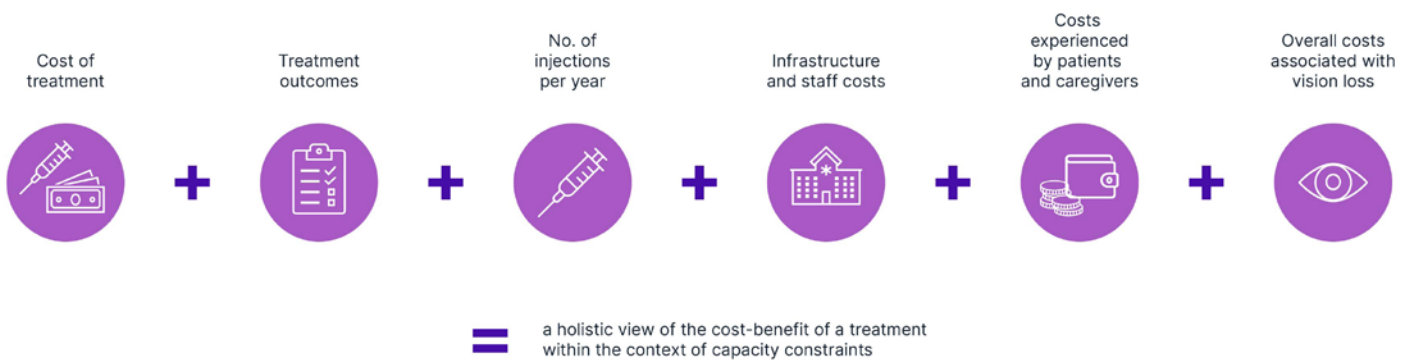 Cost of
treatment
Treatment
outcomes
No. of
injections
per year
Infrastructure
and staff costs
Costs
experienced
by patients
and caregivers
Overall costs
associated with
vision loss
+
+
+
+
+
=
a holistic view of the cost-benefit of a treatment
within the context of capacity constraints